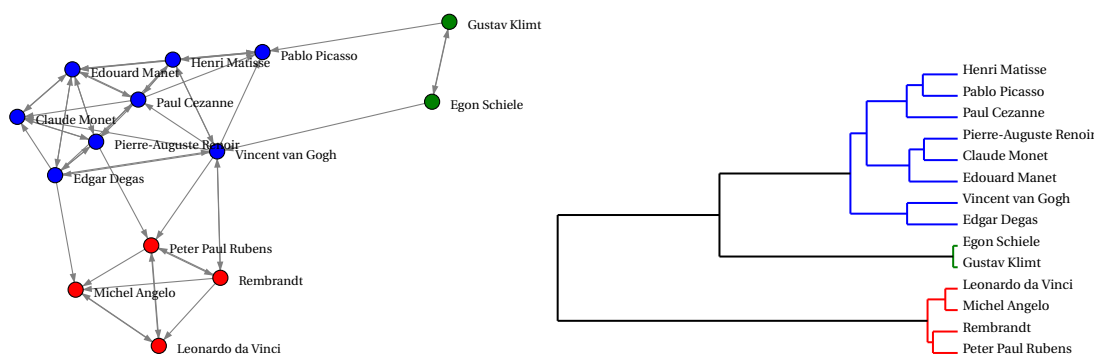 Gustav Klimt
Pablo Picasso
Henri Matisse
Edouard Manet
Paul Cezanne
Egon Schiele
Claude Monet
Pierre-Auguste Renoir
Vincent van Gogh
Edgar Degas
Peter Paul Rubens
Rembrandt
Michel Angelo
Leonardo da Vinci
Henri Matisse
Pablo Picasso
Paul Cezanne
Pierre-Auguste Renoir
Claude Monet
Edouard Manet
Vincent van Gogh
Edgar Degas
Egon Schiele
Gustav Klimt
Leonardo da Vinci
Michel Angelo
Rembrandt
Peter Paul Rubens